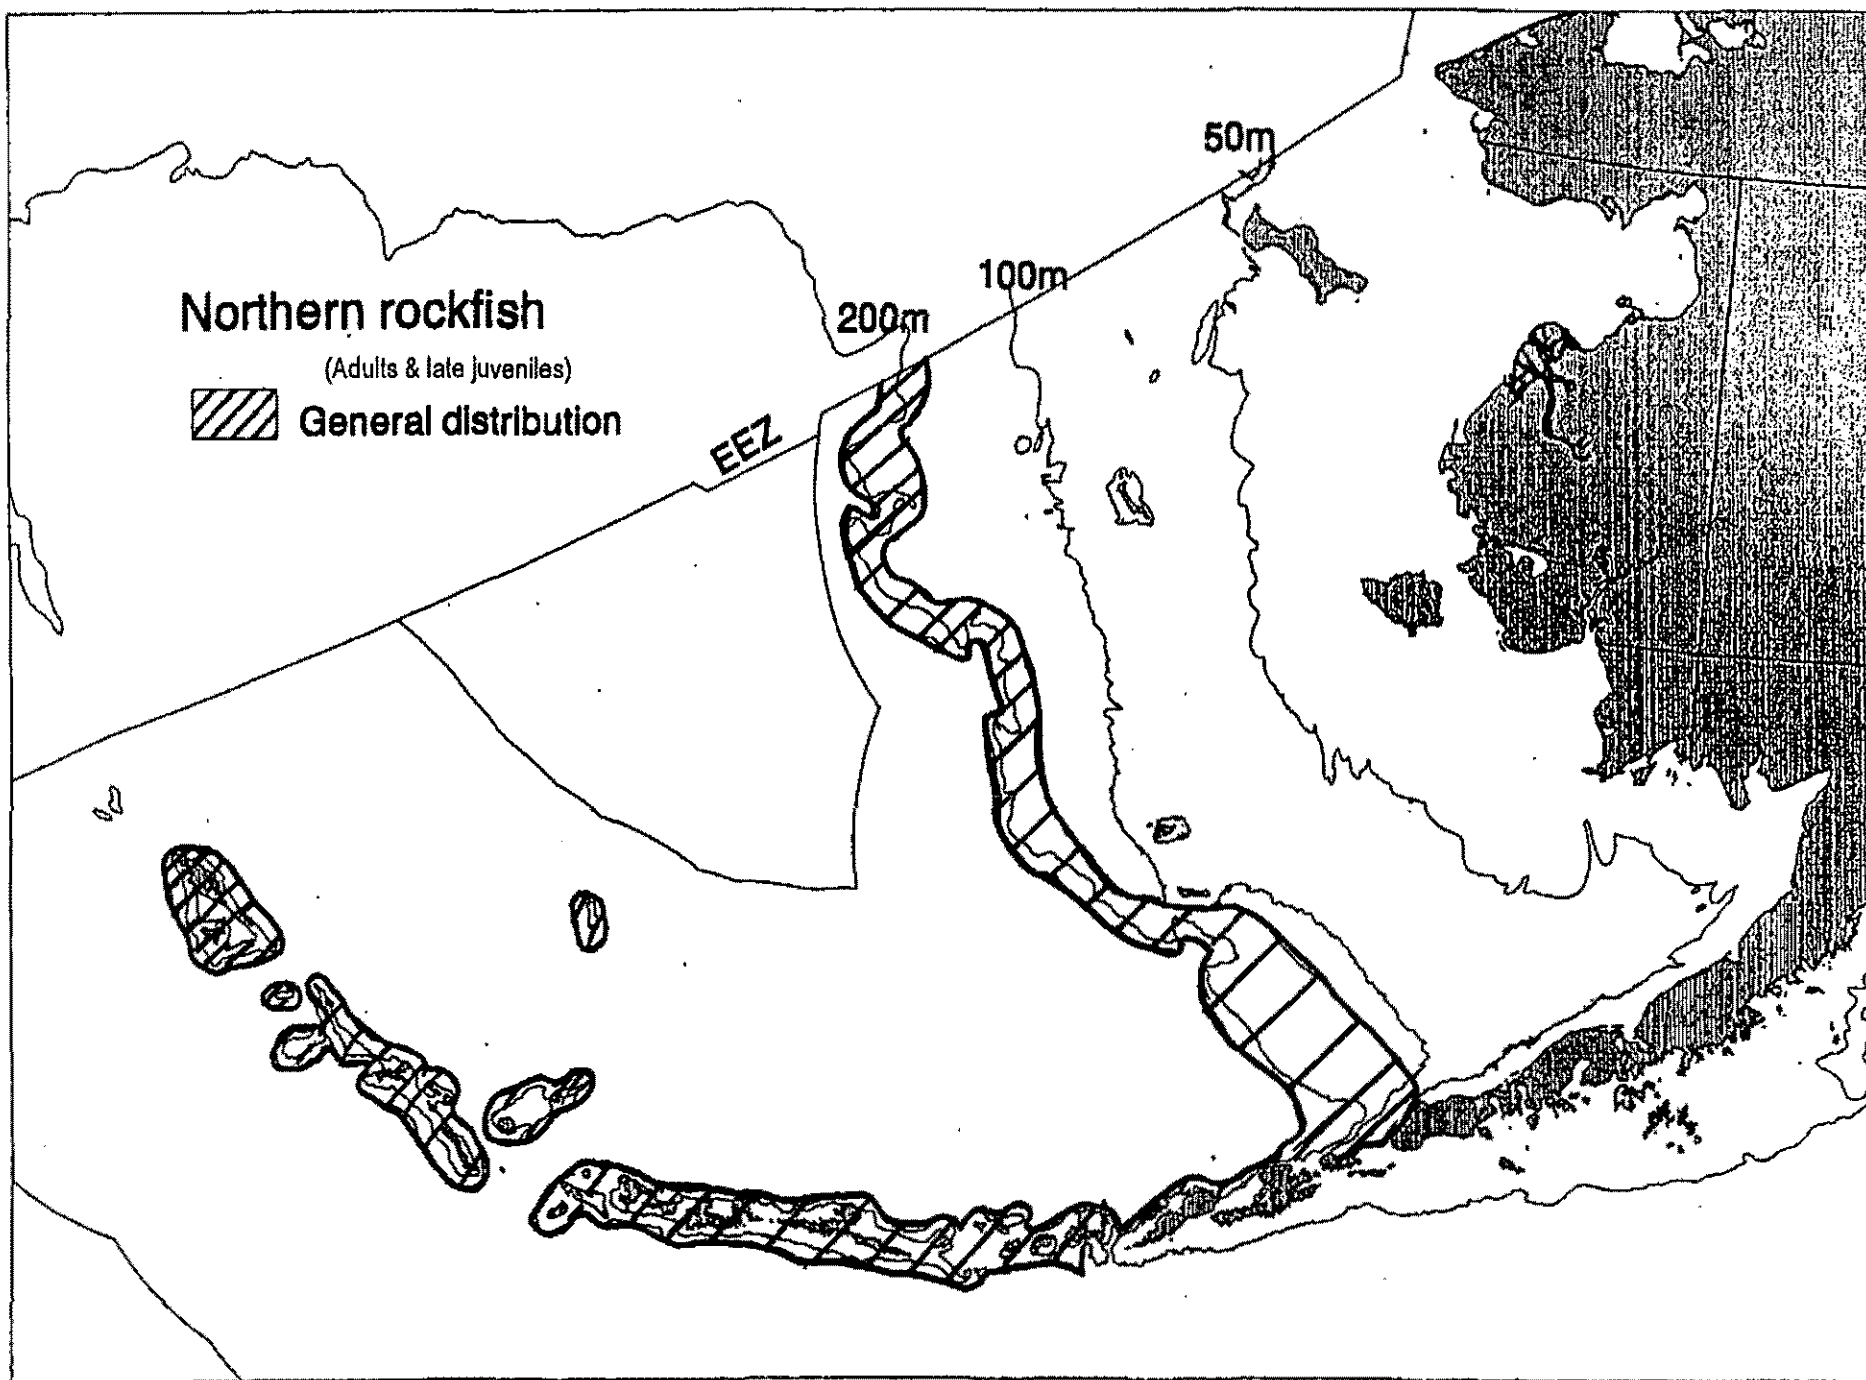 50m
100m
200m
Northern rockfish
(Adults & late juveniles)
General distribution
EEZ